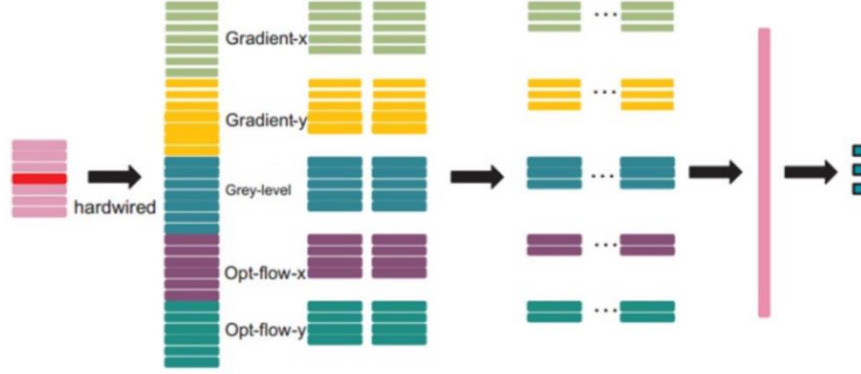 Gradient-x
Gradient-y
Grey-level
hardwired
Opt-flow-x
Opt-flow-y